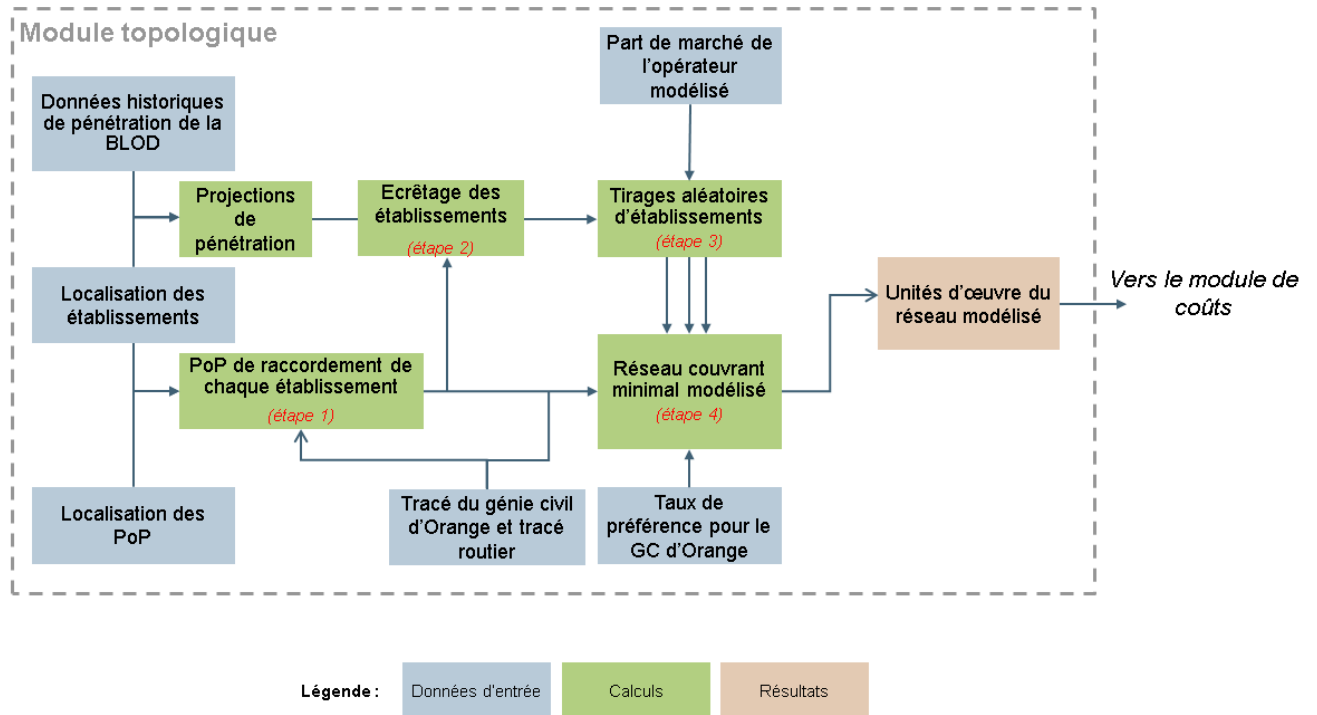 Module topologique
Part de marché de
l'opérateur
modélisé
Données historiques
de pénétration de la
BLOD
Projections
de
pénétration
Ecrêtage des
établissements
(étape 2)
Tirages aléatoires
d'établissements
(étape 3)
Localisation des
établissements
Unités d'œuvre du
réseau modélisé
Vers le module de
coûts
PoP de raccordement de
chaque établissement
(étape 1)
Réseau couvrant
minimal modélisé
(étape 4)
Localisation des
PoP
Tracé du génie civil
d'Orange et tracé
routier
Taux de
préférence pour le
GC d'Orange
Légende :
Données d'entrée
Calculs
Résultats